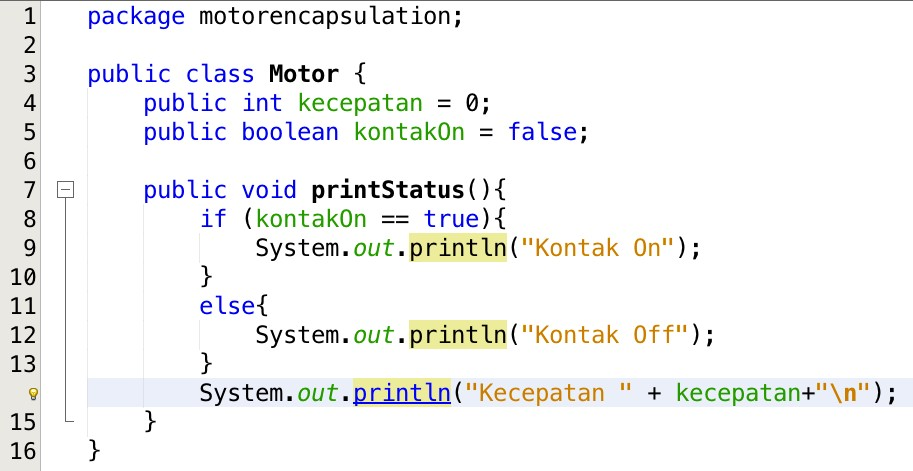 1 package motorencapsulation;
2
3 public class Motor {
4     public int kecepatan = 0;
5     public boolean kontakOn = false;
6
7     public void printStatus(){
8         if (kontakOn == true){
9             System.out.println("Kontak On");
10         }
11         else{
12             System.out.println("Kontak Off");
13         }
        System.out.println("Kecepatan " + kecepatan+"\n");
15     }
16 }